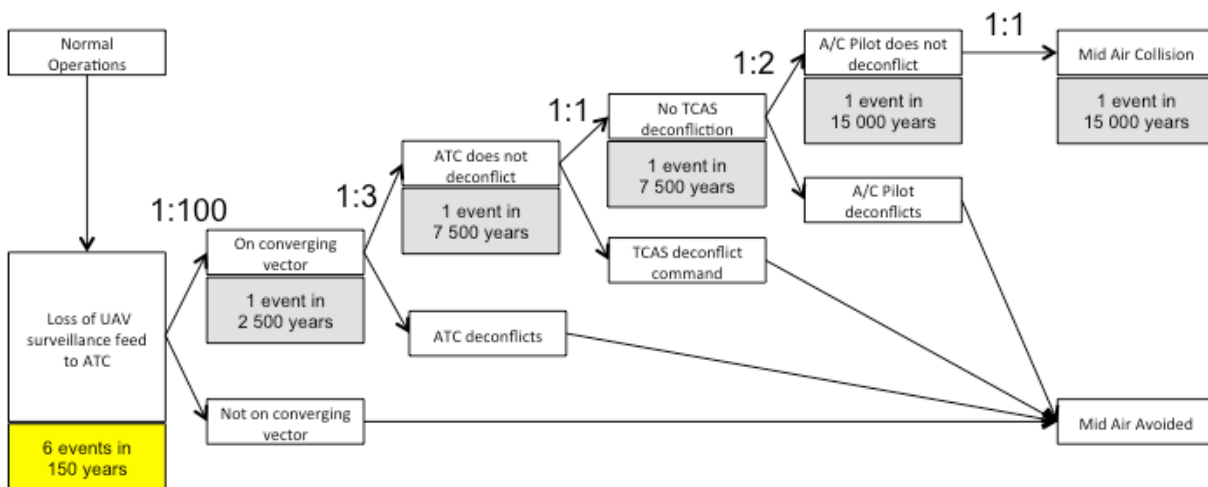 Normal
Operations
Loss of UAV
surveillance feed
to ATC
6 events in
150 years
1:100
On converging
vector
1 event in
2 500 years
Not on converging
vector
1:3
ATC does not
deconflict
1 event in
7 500 years
ATC deconflicts
1:1
No TCAS
deconfliction
1 event in
7 500 years
TCAS deconflict
command
1:2
A/C Pilot does not
deconflict
1 event in
15 000 years
A/C Pilot
deconflicts
1:1
Mid Air Collision
1 event in
15 000 years
Mid Air Avoided